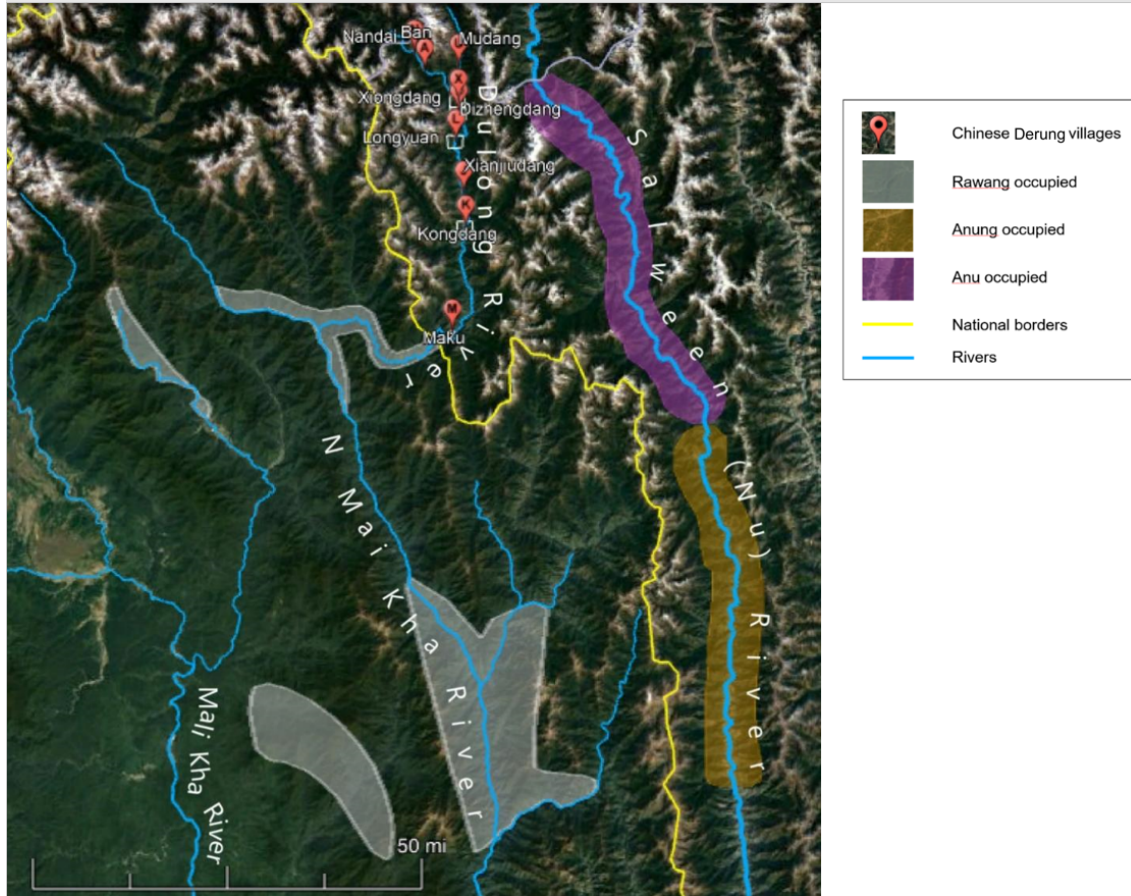 Nandai
Ban
A
Mudang
X
Xiongdang
Dizhengdang
L
Longyuan
Xianjiudang
K
Kongdang
M
Maku
Dulong River
Salween (Nu) River
N Mai Kha River
Mali Kha River
50 mi
Chinese Derung villages
Rawang occupied
Anung occupied
Anu occupied
National borders
Rivers